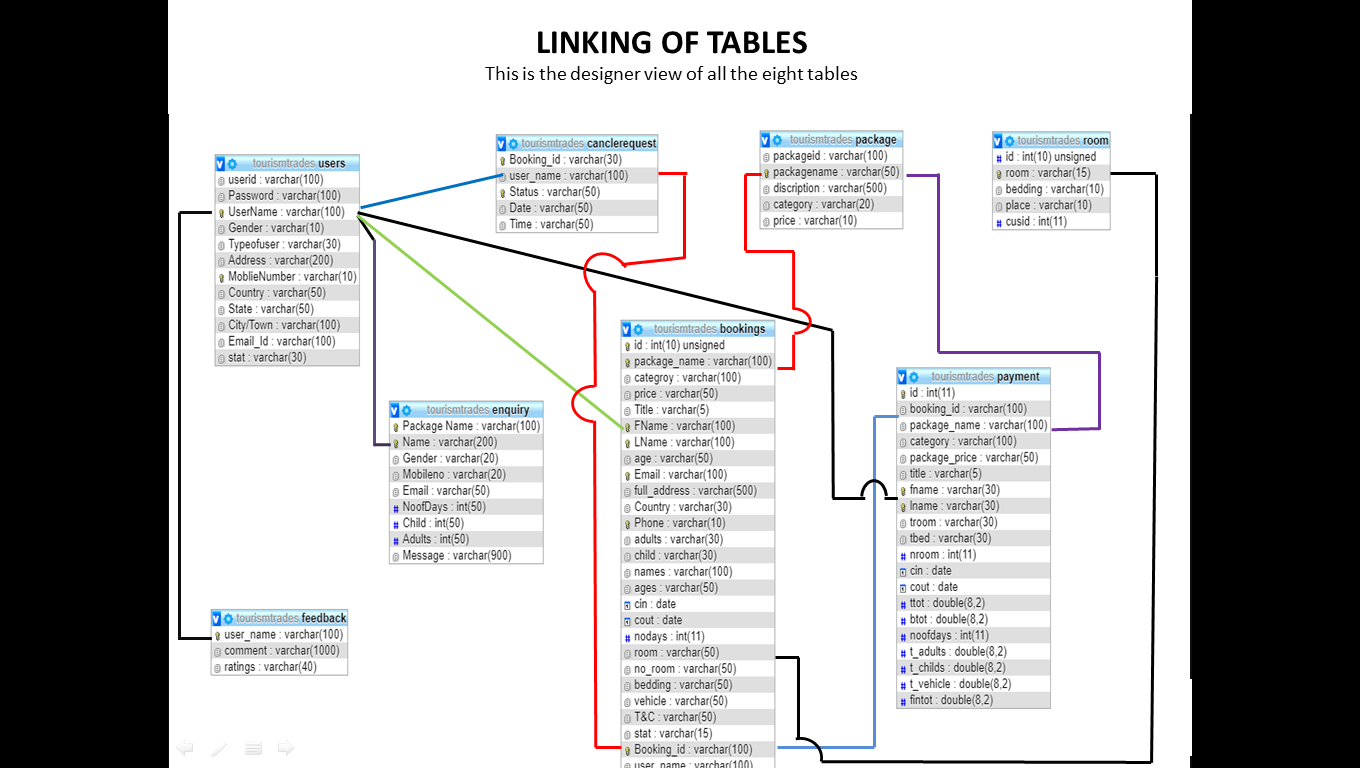 LINKING OF TABLES
This is the designer view of all the eight tables
tourismtrades users
userid : varchar(100)
Password : varchar(100)
UserName : varchar(100)
Gender : varchar(10)
Typeofuser : varchar(30)
Address : varchar(200)
MoblieNumber : varchar(10)
Country : varchar(50)
State : varchar(50)
City/Town : varchar(100)
Email_Id : varchar(100)
stat : varchar(30)
tourismtrades canclerequest
Booking_id : varchar(30)
user_name : varchar(100)
Status : varchar(50)
Date : varchar(50)
Time : varchar(50)
tourismtrades package
packageid : varchar(100)
packagename : varchar(50)
discription : varchar(500)
category : varchar(20)
price : varchar(10)
tourismtrades room
id : int(10) unsigned
room : varchar(15)
bedding : varchar(10)
place : varchar(10)
cusid : int(11)
tourismtrades enquiry
Package Name : varchar(100)
Name : varchar(200)
Gender : varchar(20)
Mobileno : varchar(20)
Email : varchar(50)
NoofDays : int(50)
Child : int(50)
Adults : int(50)
Message : varchar(900)
tourismtrades feedback
user_name : varchar(100)
comment : varchar(1000)
ratings : varchar(40)
tourismtrades bookings
id : int(10) unsigned
package_name : varchar(100)
categroy : varchar(100)
price : varchar(50)
Title : varchar(5)
FName : varchar(100)
LName : varchar(100)
age : varchar(50)
Email : varchar(100)
full_address : varchar(500)
Country : varchar(30)
Phone : varchar(10)
adults : varchar(30)
child : varchar(30)
names : varchar(100)
ages : varchar(50)
cin : date
cout : date
nodays : int(11)
room : varchar(50)
no_room : varchar(50)
bedding : varchar(50)
vehicle : varchar(50)
T&C : varchar(50)
stat : varchar(15)
Booking_id : varchar(100)
user_name : varchar(100)
tourismtrades payment
id : int(11)
booking_id : varchar(100)
package_name : varchar(100)
category : varchar(100)
package_price : varchar(50)
title : varchar(5)
fname : varchar(30)
lname : varchar(30)
troom : varchar(30)
tbed : varchar(30)
nroom : int(11)
cin : date
cout : date
ttot : double(8,2)
btot : double(8,2)
noofdays : int(11)
t_adults : double(8,2)
t_childs : double(8,2)
t_vehicle : double(8,2)
fintot : double(8,2)